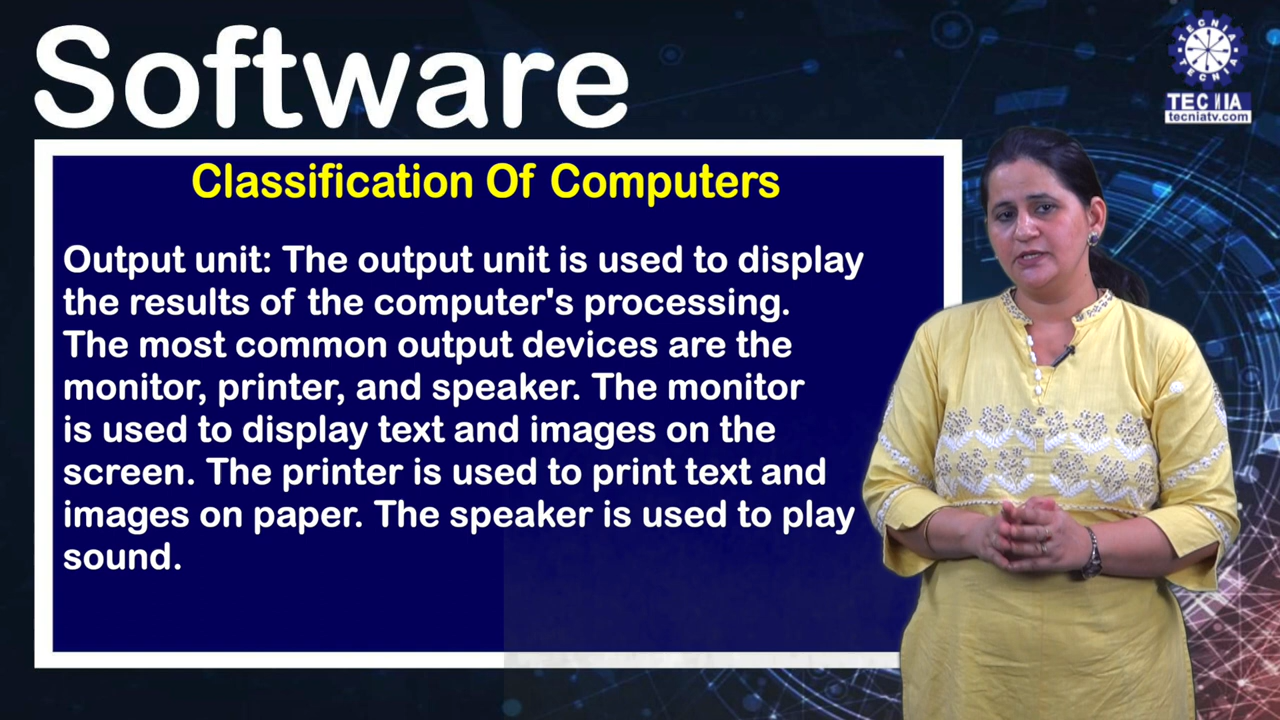 Software
TECNIA TECNIA
TECNIA
tecniatv.com
Classification Of Computers
Output unit: The output unit is used to display
the results of the computer's processing.
The most common output devices are the
monitor, printer, and speaker. The monitor
is used to display text and images on the
screen. The printer is used to print text and
images on paper. The speaker is used to play
sound.